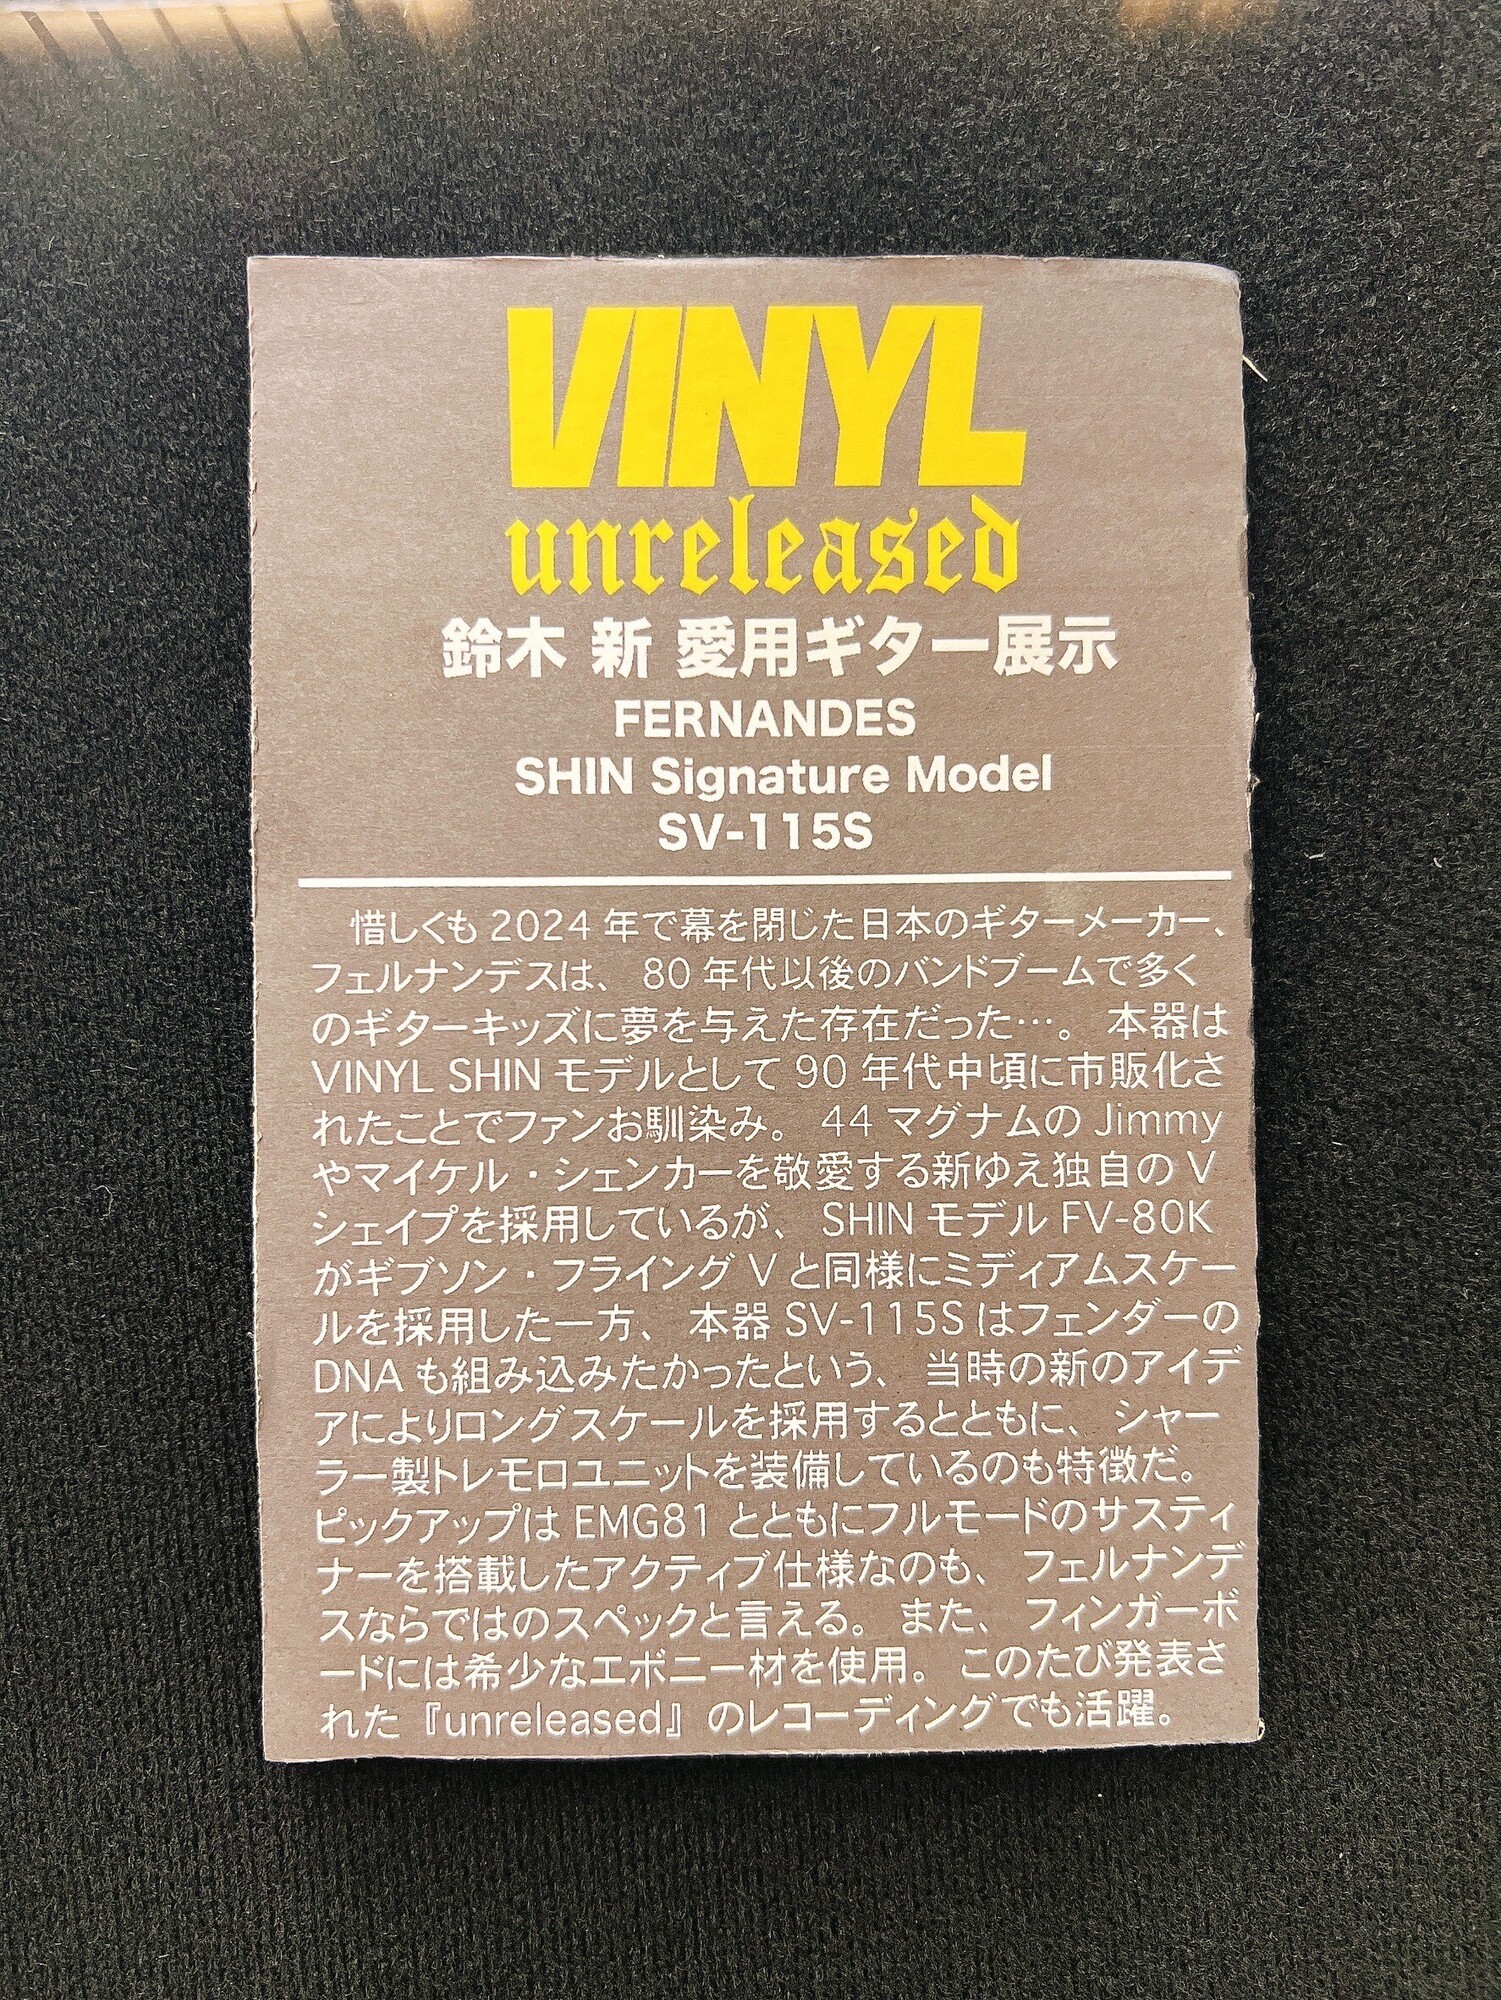 VINYL
unreleased
鈴木 新 愛用ギター展示
FERNANDES
SHIN Signature Model
SV-115S
惜しくも 2024 年で幕を閉じた日本のギターメーカー、
フェルナンデスは、80 年代以後のバンドブームで多く
のギターキッズに夢を与えた存在だった…。本器は
VINYL SHIN モデルとして 90 年代中頃に市販化さ
れたことでファンお馴染み。44 マグナムの Jimmy
やマイケル・シェンカーを敬愛する新ゆえ独自の V
シェイプを採用しているが、SHIN モデル FV-80K
がギブソン・フライング V と同様にミディアムスケー
ルを採用した一方、本器 SV-115S はフェンダーの
DNA も組み込みたかったという、当時の新のアイデ
アによりロングスケールを採用するとともに、シャー
ラー製トレモロユニットを装備しているのも特徴だ。
ピックアップは EMG81 とともにフルモードのサスティ
ナーを搭載したアクティブ仕様なのも、フェルナンデ
スならではのスペックと言える。また、フィンガーボ
ードには希少なエボニー材を使用。このたび発表さ
れた『unreleased』のレコーディングでも活躍。